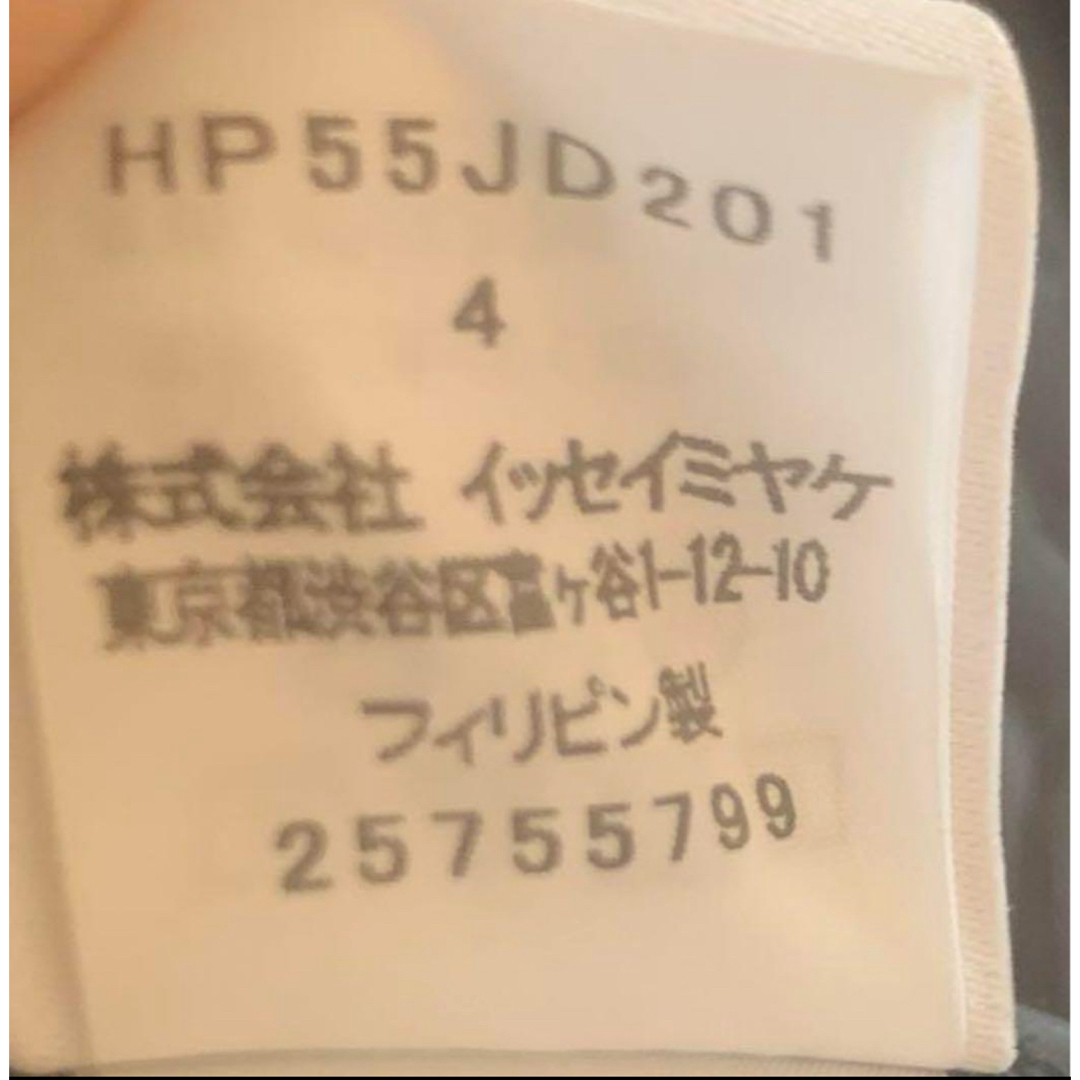 HP55JD201
4
株式会社 イッセイミヤケ
東京都渋谷区富ヶ谷1-12-10
フィリピン製
25755799